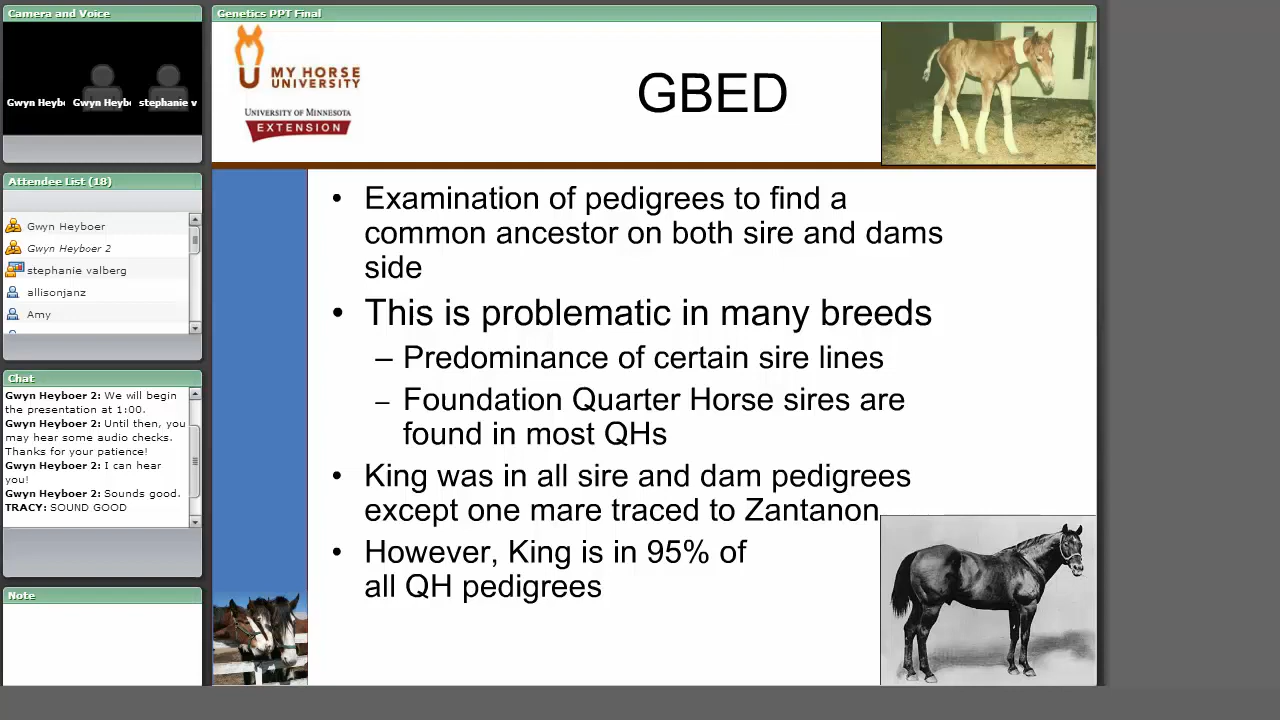 Camera and Voice
Gwyn Heyb
Gwyn Heyb
stephanie v
Attendee List (18)
Gwyn Heyboer
Gwyn Heyboer 2
stephanie valberg
allisonjanz
Amy
Chat
Gwyn Heyboer 2: We will begin
the presentation at 1:00.
Gwyn Heyboer 2: Until then, you
may hear some audio checks.
Thanks for your patience!
Gwyn Heyboer 2: I can hear
you!
Gwyn Heyboer 2: Sounds good.
TRACY: SOUND GOOD
Note
Genetics PPT Final
MY HORSE
UNIVERSITY
UNIVERSITY OF MINNESOTA
EXTENSION
GBED
• Examination of pedigrees to find a
common ancestor on both sire and dams
side
• This is problematic in many breeds
– Predominance of certain sire lines
– Foundation Quarter Horse sires are
found in most QHs
• King was in all sire and dam pedigrees
except one mare traced to Zantanon
• However, King is in 95% of
all QH pedigrees